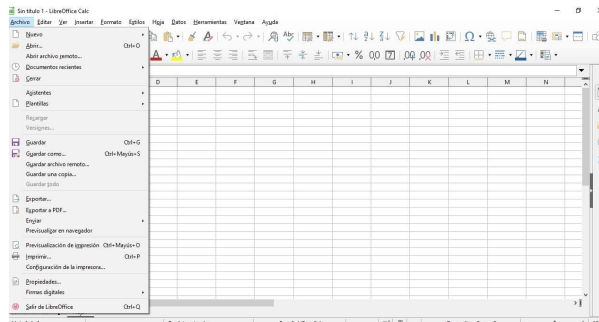 Sin título 1 - LibreOffice Calc
Archivo Editar Ver Insertar Formato Estilos Hoja Datos Herramientas Ventana Ayuda
Nuevo
Abrir... Ctrl+O
Abrir archivo remoto...
Documentos recientes
Cerrar
Asistentes
Plantillas
Recargar
Versiones...
Guardar Ctrl+G
Guardar como... Ctrl+Mayús+S
Guardar archivo remoto...
Guardar una copia...
Guardar todo
Exportar...
Exportar a PDF...
Enviar
Previsualizar en navegador
Previsualización de impresión Ctrl+Mayús+O
Imprimir... Ctrl+P
Configuración de la impresora...
Propiedades...
Firmas digitales
Salir de LibreOffice Ctrl+Q
D E F G H I J K L M N